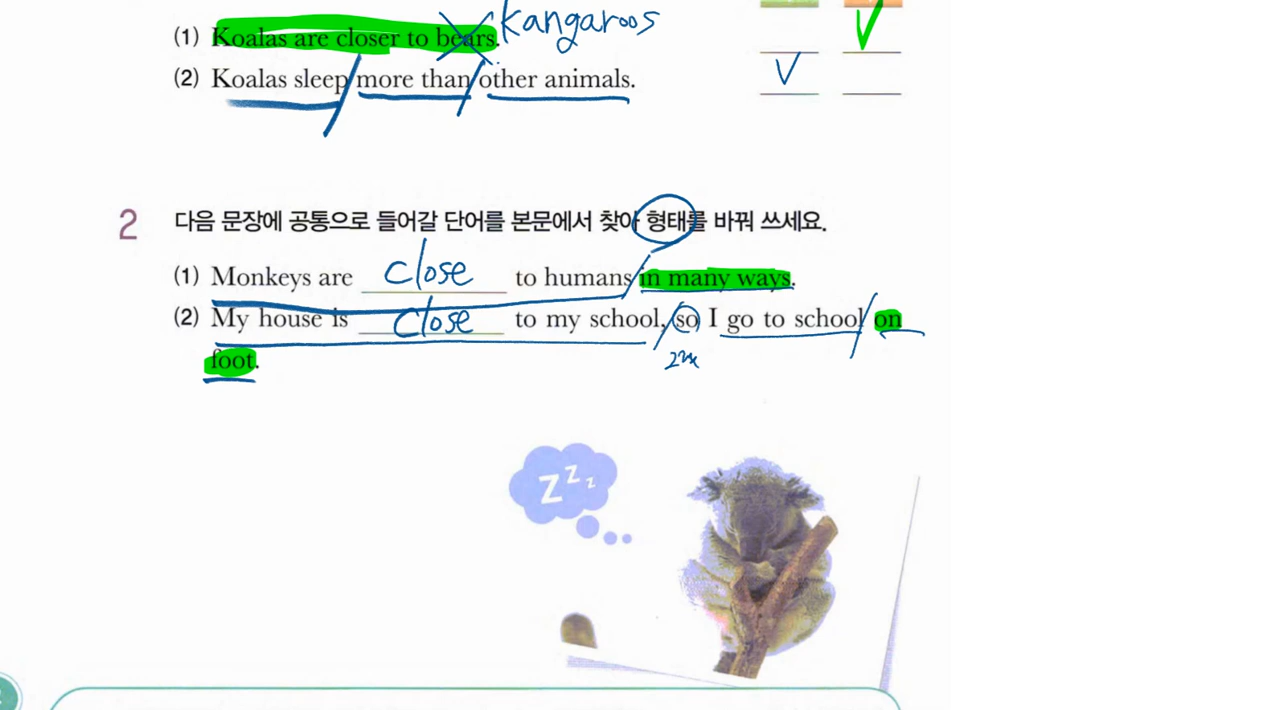 (1) Koalas are closer to bears. kangaroos
(2) Koalas sleep more than other animals.
2 다음 문장에 공통으로 들어갈 단어를 본문에서 찾아 형태를 바꿔 쓰세요.
(1) Monkeys are close to humans in many ways.
(2) My house is close to my school, so I go to school on
foot.
z z z